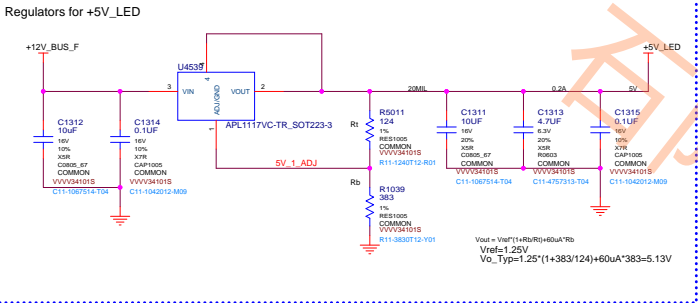 Regulators for +5V_LED
+12V_BUS_F
+5V_LED
U4539
4
3
VIN
VOUT
2
ADJ/GND
1
APL1117VC-TR_SOT223-3
20MIL
0.2A
5V
5V_1_ADJ
C1312
10uF
16V
10%
X5R
C0805_67
COMMON
VVVV34101S
C11-1067514-T04
C1314
0.1UF
16V
10%
X7R
CAP1005
COMMON
VVVV34101S
C11-1042012-M09
Rt
R5011
124
1%
RES1005
COMMON
VVVV34101S
R11-1240T12-R01
Rb
R1039
383
1%
RES1005
COMMON
VVVV34101S
R11-3830T12-Y01
C1311
10UF
16V
20%
X5R
C0805_67
COMMON
VVVV34101S
C11-1067514-T04
C1313
4.7UF
6.3V
20%
X5R
R0603
COMMON
VVVV34101S
C11-4757313-T04
C1315
0.1UF
16V
10%
X7R
CAP1005
COMMON
VVVV34101S
C11-1042012-M09
Vout = Vref*(1+Rb/Rt)+60uA*Rb
Vref=1.25V
Vo_Typ=1.25*(1+383/124)+60uA*383=5.13V